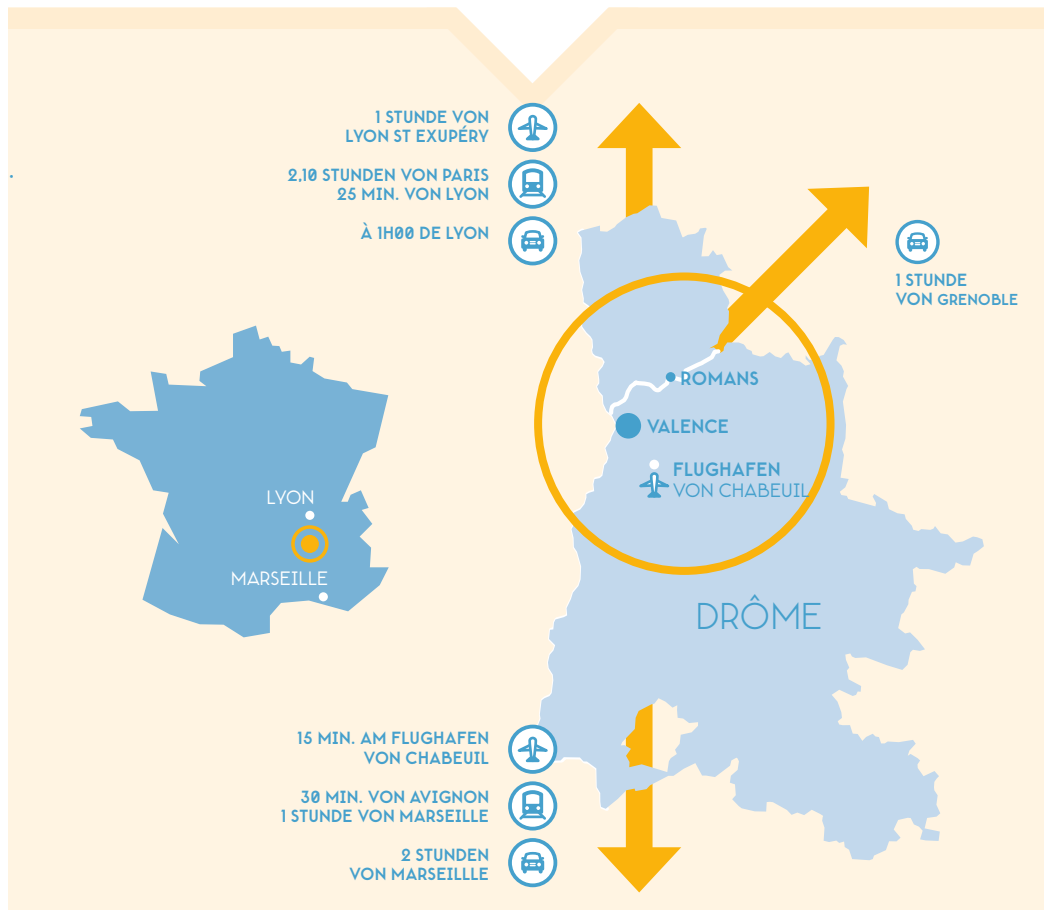 1 STUNDE VON
LYON ST EXUPÉRY
2,10 STUNDEN VON PARIS
25 MIN. VON LYON
À 1H00 DE LYON
1 STUNDE
VON GRENOBLE
ROMANS
VALENCE
FLUGHAFEN
VON CHABEUIL
LYON
MARSEILLE
DRÔME
15 MIN. AM FLUGHAFEN
VON CHABEUIL
30 MIN. VON AVIGNON
1 STUNDE VON MARSEILLE
2 STUNDEN
VON MARSEILLLE